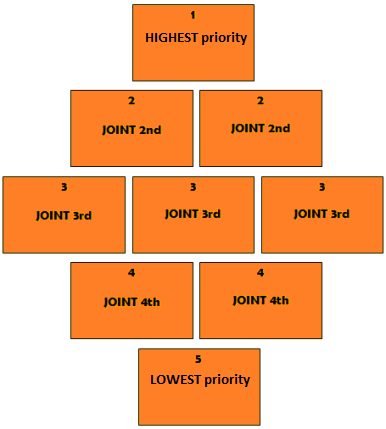 1
HIGHEST priority
2
JOINT 2nd
2
JOINT 2nd
3
JOINT 3rd
3
JOINT 3rd
3
JOINT 3rd
4
JOINT 4th
4
JOINT 4th
5
LOWEST priority